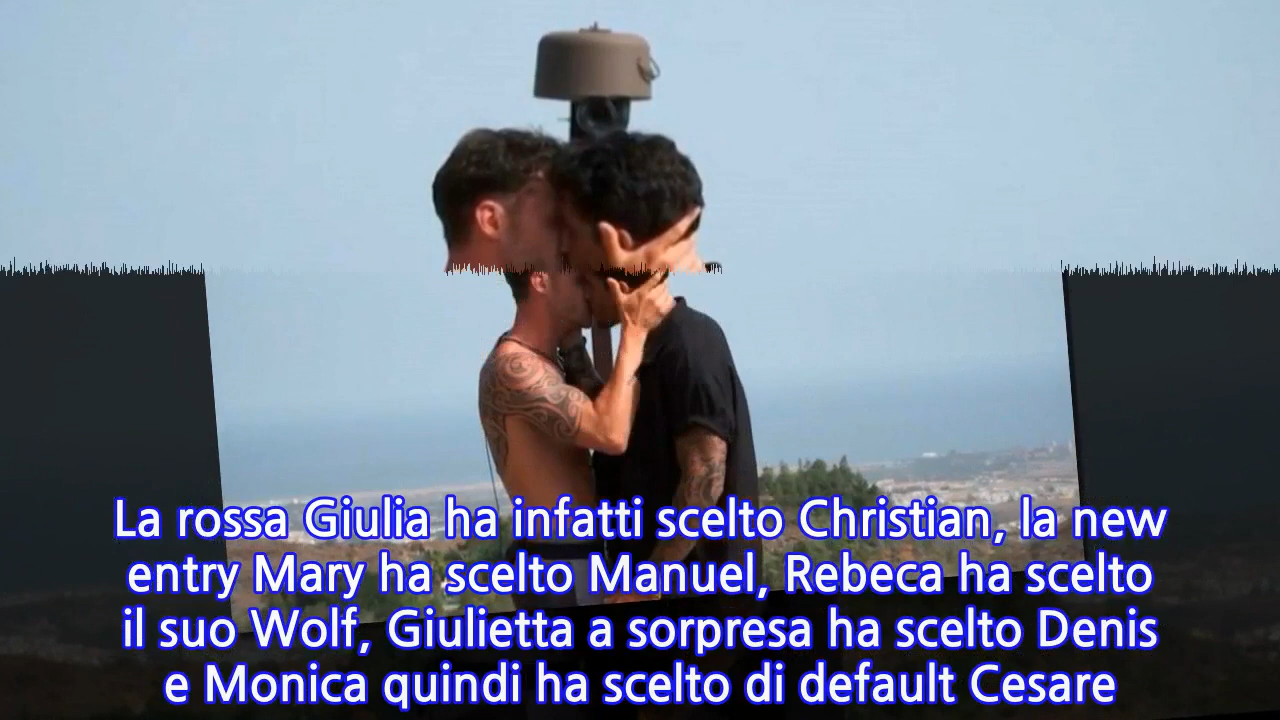 La rossa Giulia ha infatti scelto Christian, la new
entry Mary ha scelto Manuel, Rebeca ha scelto
il suo Wolf, Giulietta a sorpresa ha scelto Denis
e Monica quindi ha scelto di default Cesare